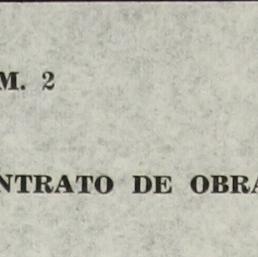 M. 2
NTRATO DE OBRA